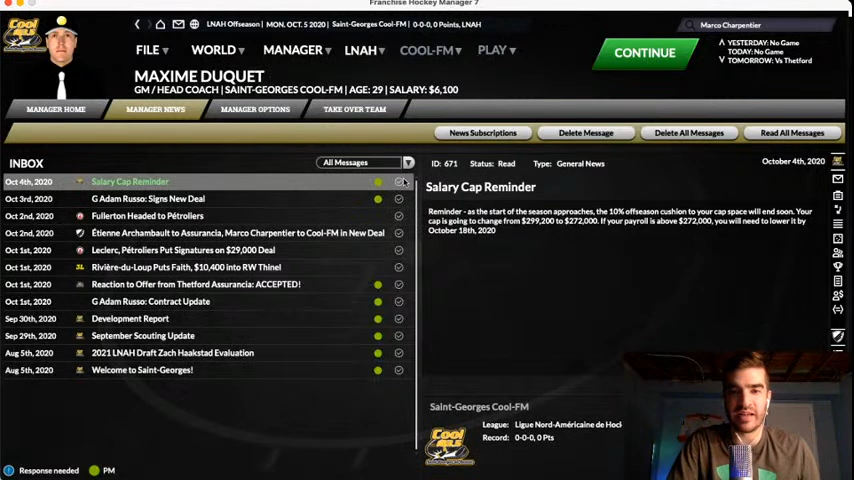 Franchise Hockey Manager 7
LNAH Offseason | MON. OCT. 5 2020 | Saint-Georges Cool-FM | 0-0-0, 0 Points, LNAH
Marco Charpentier
FILE WORLD MANAGER LNAH COOL-FM PLAY
CONTINUE
YESTERDAY: No Game
TODAY: No Game
TOMORROW: Vs Thetford
MAXIME DUQUET
GM / HEAD COACH | SAINT-GEORGES COOL-FM | AGE: 29 | SALARY: $6,100
MANAGER HOME MANAGER NEWS MANAGER OPTIONS TAKE OVER TEAM
News Subscriptions Delete Message Delete All Messages Read All Messages
INBOX All Messages
Oct 4th, 2020 Salary Cap Reminder
Oct 3rd, 2020 G Adam Russo: Signs New Deal
Oct 2nd, 2020 Fullerton Headed to Pétroliers
Oct 2nd, 2020 Étienne Archambault to Assurancia, Marco Charpentier to Cool-FM in New Deal
Oct 1st, 2020 Leclerc, Pétroliers Put Signatures on $29,000 Deal
Oct 1st, 2020 Rivière-du-Loup Puts Faith, $10,400 into RW Thinel
Oct 1st, 2020 Reaction to Offer from Thetford Assurancia: ACCEPTED!
Oct 1st, 2020 G Adam Russo: Contract Update
Sep 30th, 2020 Development Report
Sep 29th, 2020 September Scouting Update
Aug 5th, 2020 2021 LNAH Draft Zach Haakstad Evaluation
Aug 5th, 2020 Welcome to Saint-Georges!
Response needed PM
ID: 671 Status: Read Type: General News October 4th, 2020
Salary Cap Reminder
Reminder - as the start of the season approaches, the 10% offseason cushion to your cap space will end soon. Your
cap is going to change from $299,200 to $272,000. If your payroll is above $272,000, you will need to lower it by
October 18th, 2020
Saint-Georges Cool-FM
League: Ligue Nord-Américaine de Hocl
Record: 0-0-0, 0 Pts